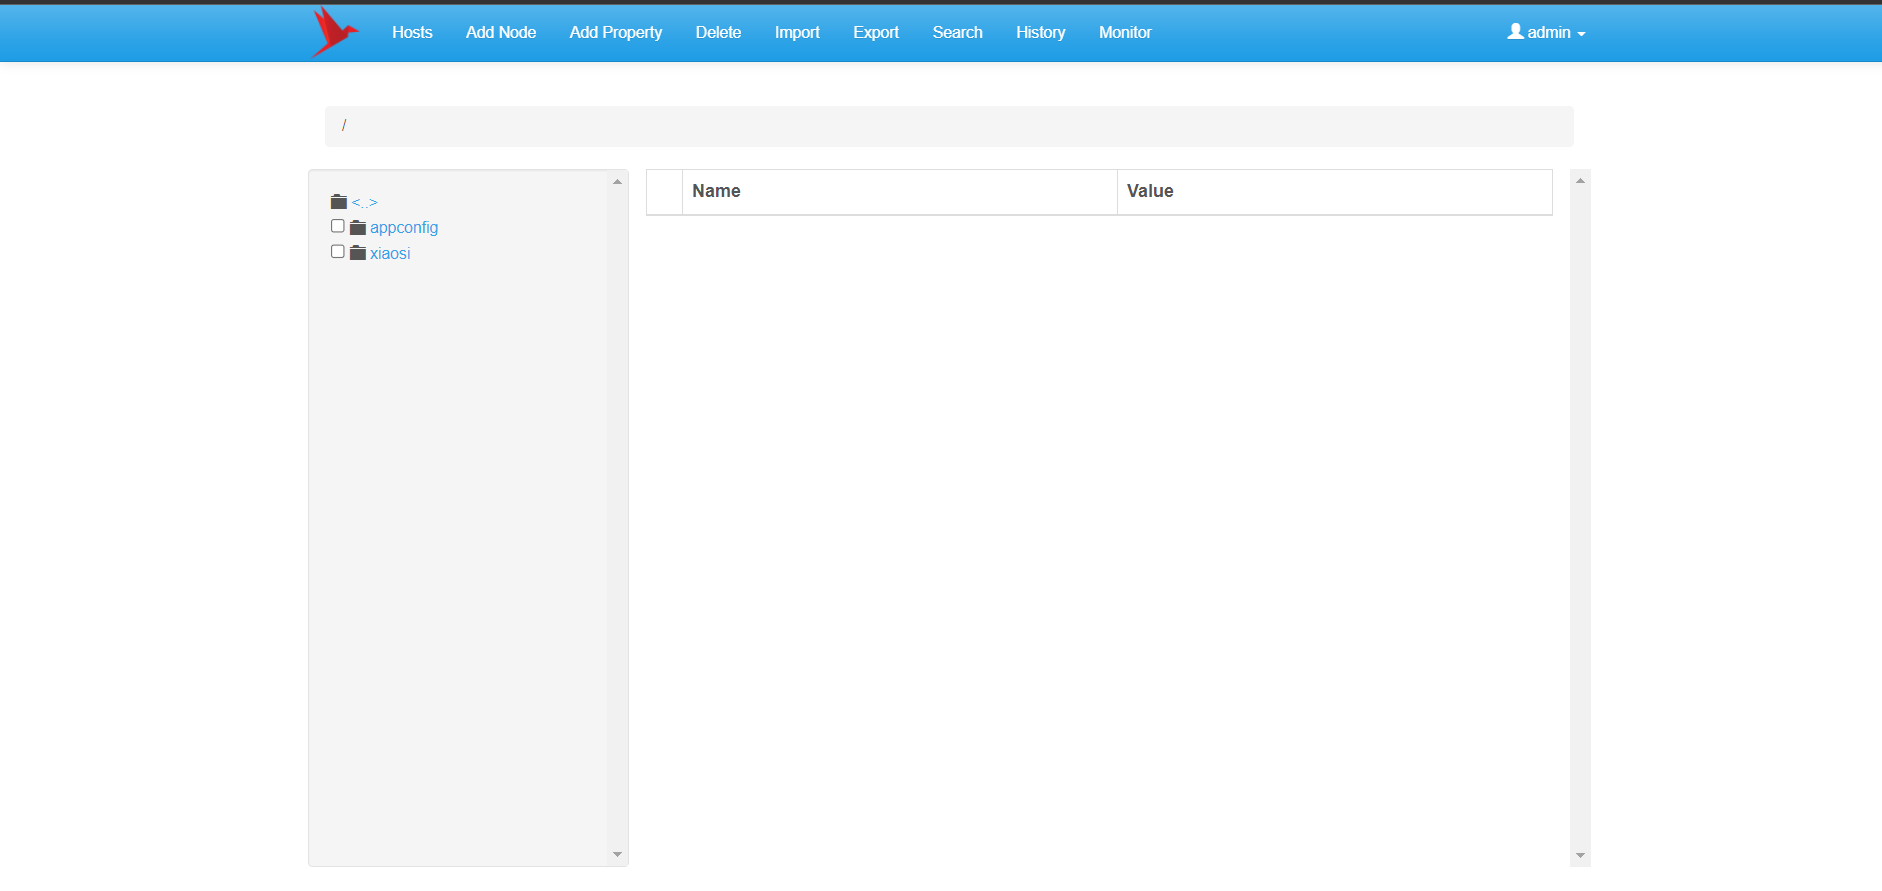 Hosts Add Node Add Property Delete Import Export Search History Monitor admin
/
<..>
appconfig
xiaosi
Name Value